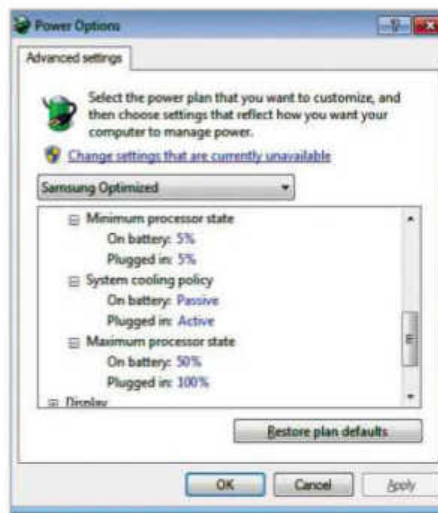 Power Options
Advanced settings
Select the power plan that you want to customize, and
then choose settings that reflect how you want your
computer to manage power.
Change settings that are currently unavailable
Samsung Optimized
Minimum processor state
On battery: 5%
Plugged in: 5%
System cooling policy
On battery: Passive
Plugged in: Active
Maximum processor state
On battery: 50%
Plugged in: 100%
Display
Restore plan defaults
OK Cancel Apply